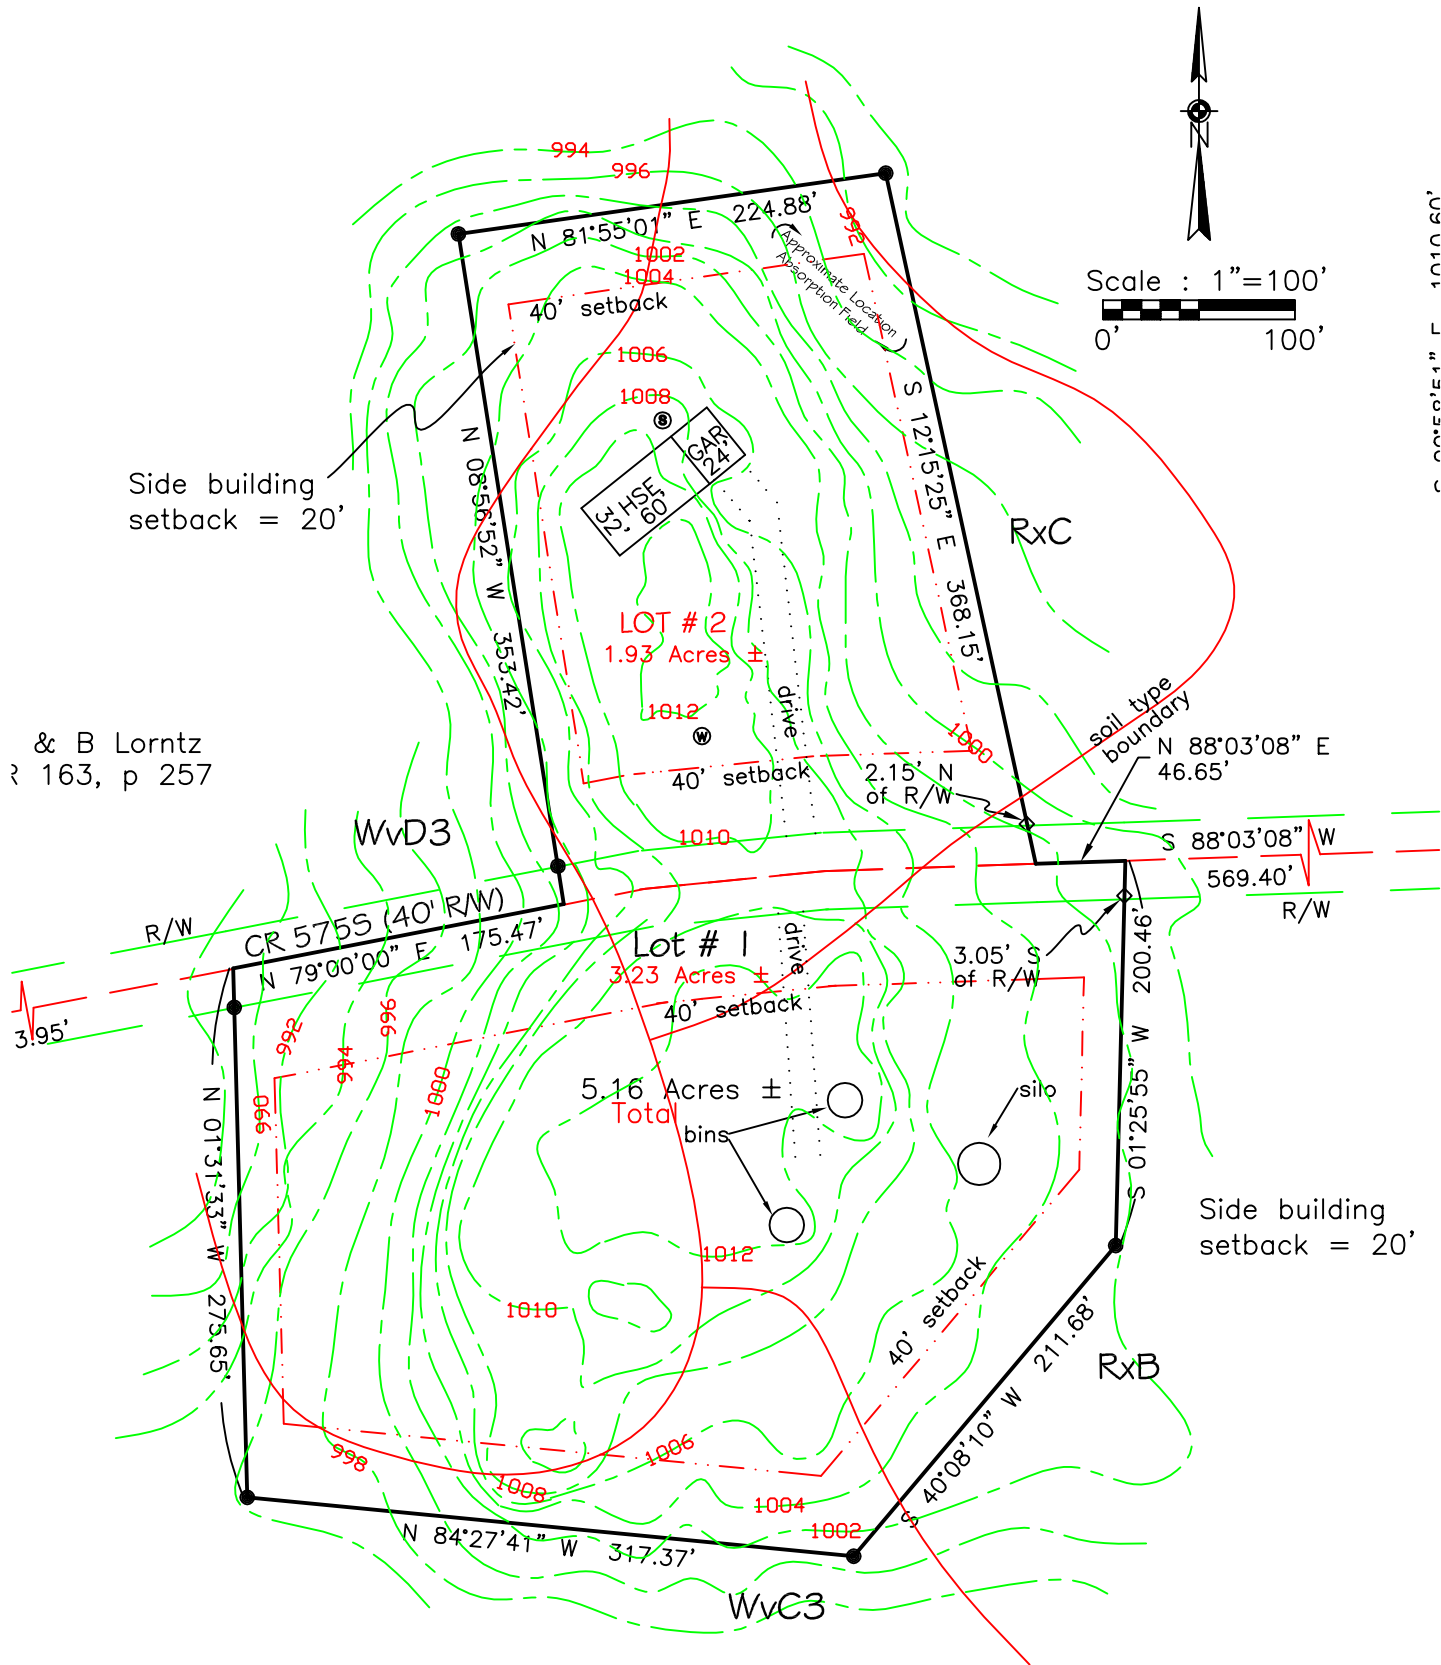 994
996
N 81°55'01" E 224.88'
992
N
Scale : 1"=100'
0' 100'
1002
1004
40' setback
Approximate Location
Absorption Field
1006
1008
S
GAR.
24'
HSE,
32', 60'
Side building
setback = 20'
N 08°56'52" W 353.42'
S 12°15'25" E 368.15'
RxC
LOT # 2
1.93 Acres ±
1012
W
drive
1000
40' setback
2.15' N
of R/W
soil type
boundary
N 88°03'08" E
46.65'
& B Lorntz
163, p 257
WvD3
1010
S 88°03'08" W
569.40'
R/W
R/W
CR 575S (40' R/W)
N 79°00'00" E 175.47'
3.95'
Lot # 1
3.23 Acres ±
40' setback
drive
3.05' S
of R/W
200.46'
S 01°25'55" W
992
994
996
990
1000
5.16 Acres ±
Total
bins
silo
N 01°31'33" W 275.65'
1012
1010
40' setback
Side building
setback = 20'
RxB
S 40°08'10" W 211.68'
998
1008
1006
1004
1002
N 84°27'41" W 317.37'
WvC3